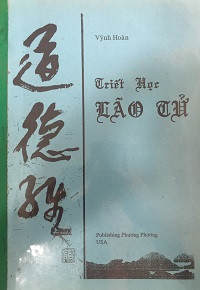 Vĩnh Hoàn
Triết Học
LÃO TỬ
道德經
Publishing Phương Phương
USA